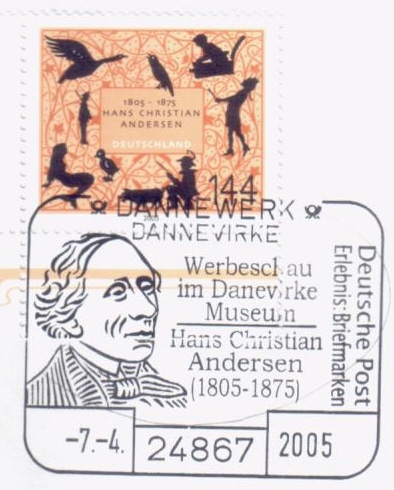 1805 - 1875
HANS CHRISTIAN
ANDERSEN
DEUTSCHLAND
144
2005
DANNEWERK
DANNEVIRKE
Werbeschau
im Danevirke
Museum
Hans Christian
Andersen
(1805-1875)
Deutsche Post
Erlebnis:Briefmarken
-7.-4.
24867
2005